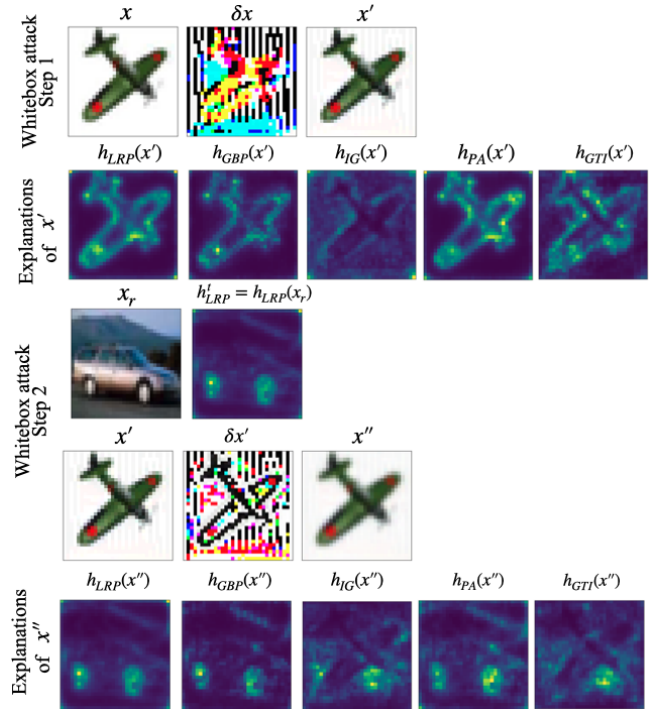 x δx x′
Whitebox attack
Step 1
h_LRP(x′) h_GBP(x′) h_IG(x′) h_PA(x′) h_GTI(x′)
Explanations
of x′
x_r h^t_LRP = h_LRP(x_r)
Whitebox attack
Step 2
x′ δx′ x″
h_LRP(x″) h_GBP(x″) h_IG(x″) h_PA(x″) h_GTI(x″)
Explanations
of x″